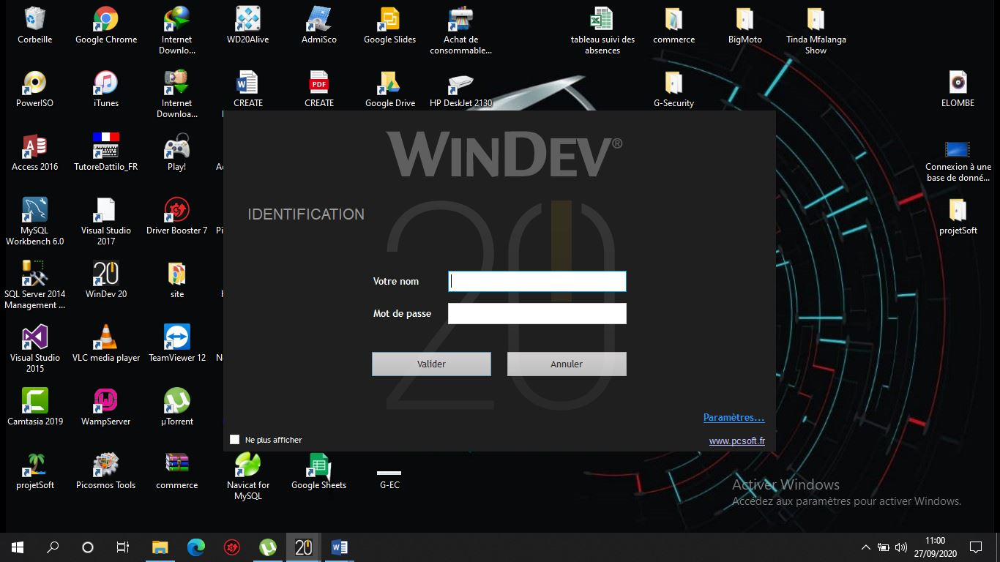 Corbeille
Google Chrome
Internet
Downlo...
WD20Alive
AdmiSco
Google Slides
Achat de
consommable...
tableau suivi des
absences
commerce
BigMoto
Tinda Mfalanga
Show
PowerISO
iTunes
Internet
Downloa...
CREATE
CREATE
PDF
Google Drive
HP DeskJet 2130
G-Security
ELOMBE
Access 2016
TutoreDattilo_FR
Play!
Connexion à une
base de donné...
MySQL
Workbench 6.0
Visual Studio
2017
Driver Booster 7
projetSoft
SQL Server 2014
Management ...
20
WinDev 20
site
Visual Studio
2015
VLC media player
TeamViewer 12
Camtasia 2019
WampServer
µTorrent
projetSoft
Picosmos Tools
commerce
Navicat for
MySQL
Google Sheets
G-EC
WINDEV®
20
IDENTIFICATION
Votre nom
Mot de passe
Valider
Annuler
Paramètres...
Ne plus afficher
www.pcsoft.fr
Activer Windows
Accédez aux paramètres pour activer Windows.
20
11:00
27/09/2020